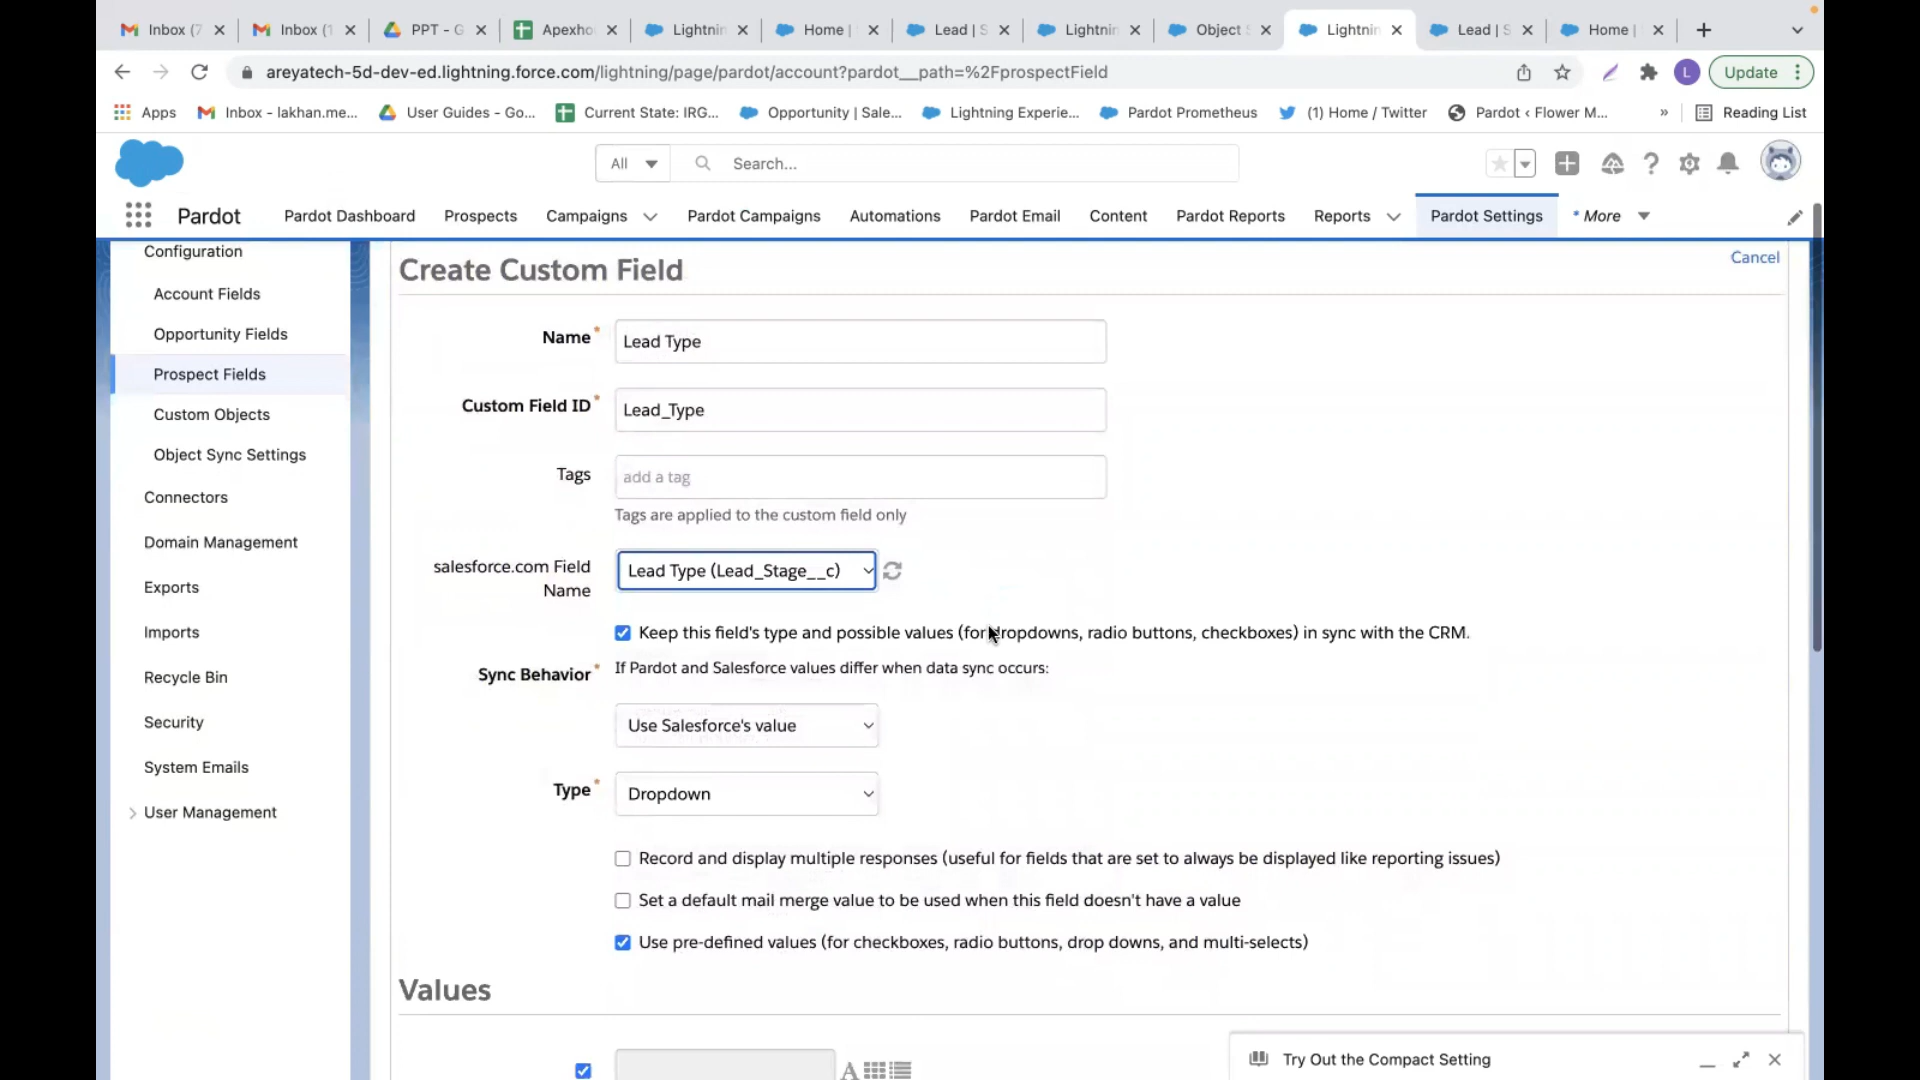 Inbox (7
Inbox (1
PPT - G
Apexho
Lightnin
Home |
Lead | S
Lightnin
Object
Lightnin
Lead | S
Home |
areyatech-5d-dev-ed.lightning.force.com/lightning/page/pardot/account?pardot__path=%2FprospectField
L
Update
Apps
Inbox - lakhan.me...
User Guides - Go...
Current State: IRG...
Opportunity | Sale...
Lightning Experie...
Pardot Prometheus
(1) Home / Twitter
Pardot ‹ Flower M...
»
Reading List
All
Search...
Pardot
Pardot Dashboard
Prospects
Campaigns
Pardot Campaigns
Automations
Pardot Email
Content
Pardot Reports
Reports
Pardot Settings
* More
Configuration
Account Fields
Opportunity Fields
Prospect Fields
Custom Objects
Object Sync Settings
Connectors
Domain Management
Exports
Imports
Recycle Bin
Security
System Emails
User Management
Create Custom Field
Cancel
Name *
Lead Type
Custom Field ID *
Lead_Type
Tags
add a tag
Tags are applied to the custom field only
salesforce.com Field
Name
Lead Type (Lead_Stage__c)
Keep this field's type and possible values (for dropdowns, radio buttons, checkboxes) in sync with the CRM.
Sync Behavior *
If Pardot and Salesforce values differ when data sync occurs:
Use Salesforce's value
Type *
Dropdown
Record and display multiple responses (useful for fields that are set to always be displayed like reporting issues)
Set a default mail merge value to be used when this field doesn't have a value
Use pre-defined values (for checkboxes, radio buttons, drop downs, and multi-selects)
Values
A
Try Out the Compact Setting